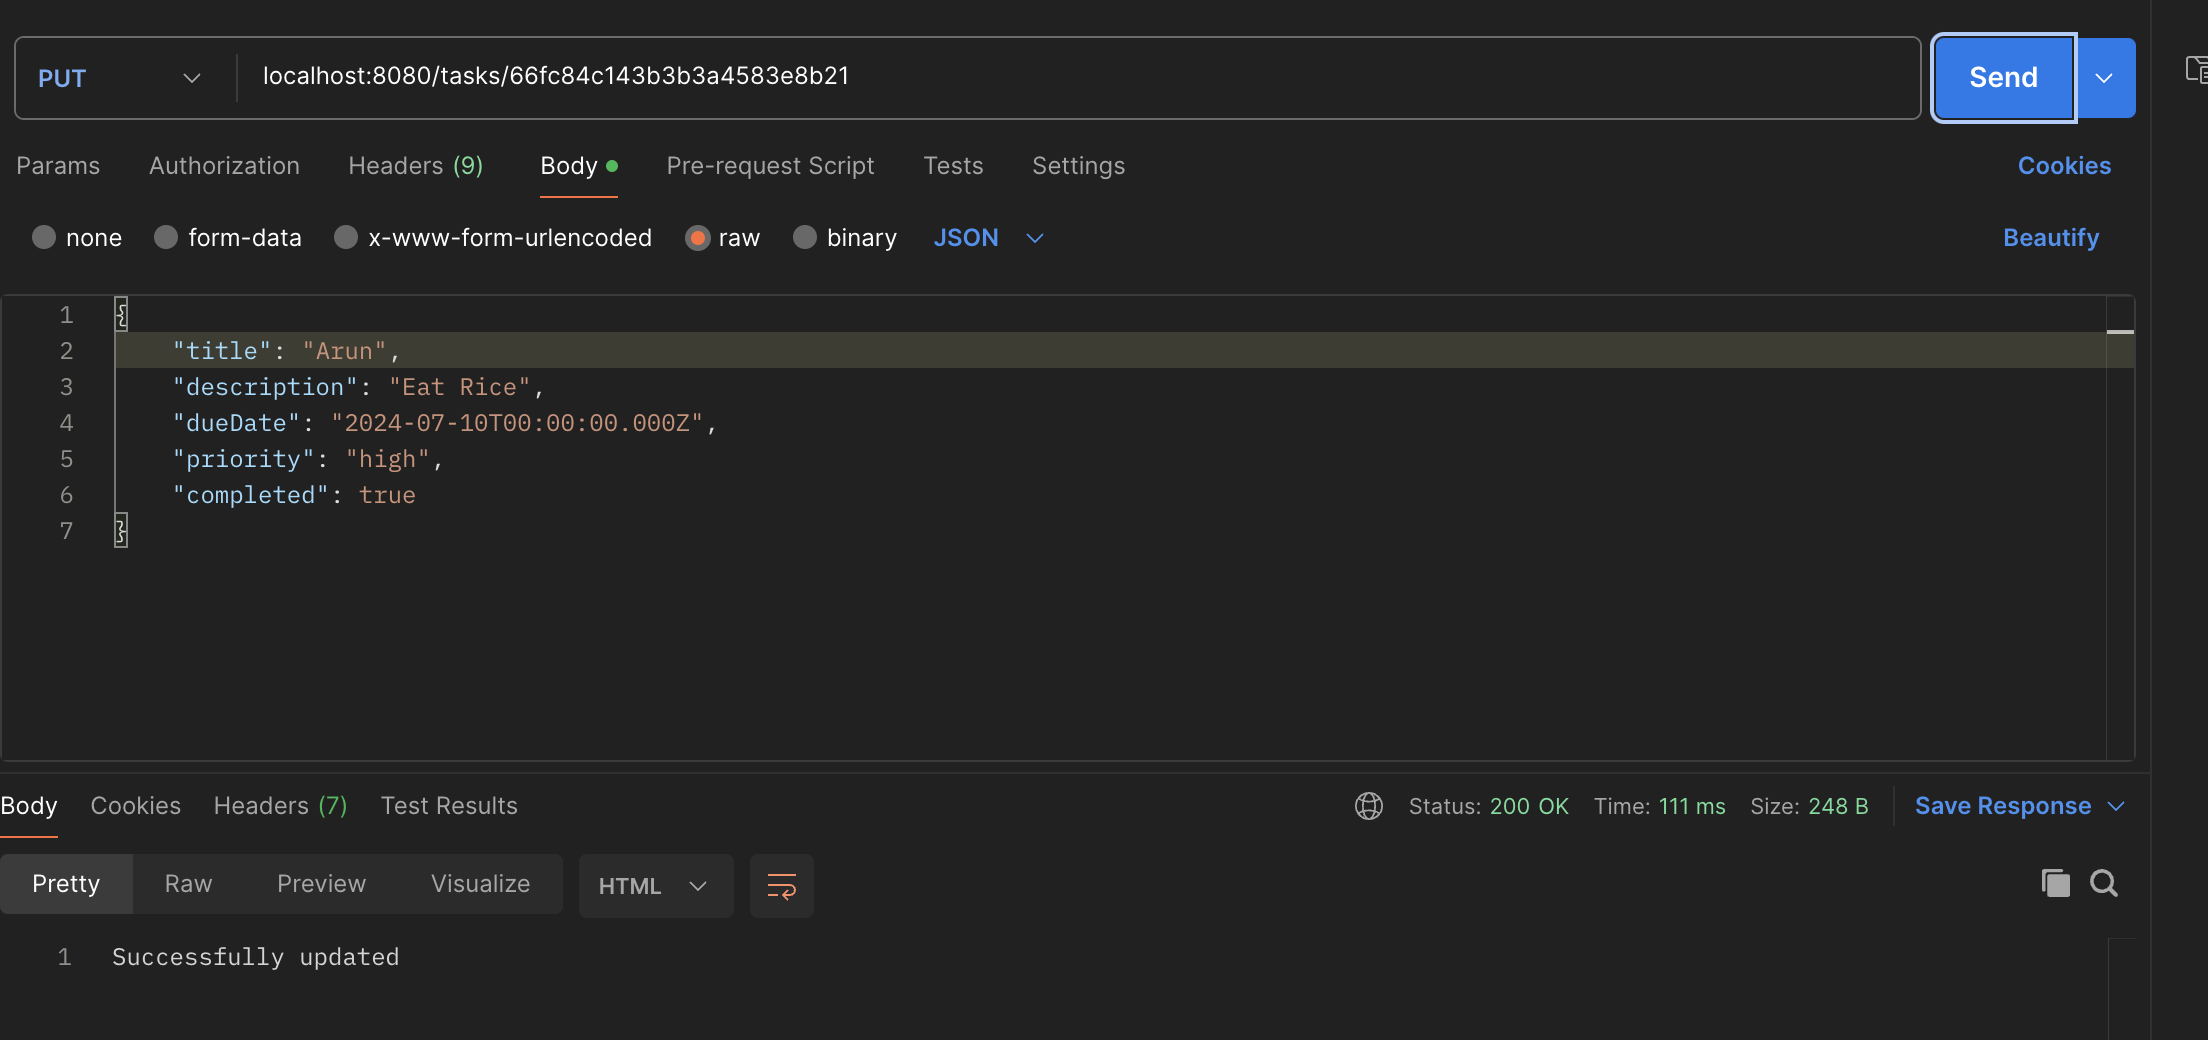 PUT localhost:8080/tasks/66fc84c143b3b3a4583e8b21 Send
Params Authorization Headers (9) Body Pre-request Script Tests Settings Cookies
none form-data x-www-form-urlencoded raw binary JSON Beautify
1 {
2 "title": "Arun",
3 "description": "Eat Rice",
4 "dueDate": "2024-07-10T00:00:00.000Z",
5 "priority": "high",
6 "completed": true
7 }
Body Cookies Headers (7) Test Results Status: 200 OK Time: 111 ms Size: 248 B Save Response
Pretty Raw Preview Visualize HTML
1 Successfully updated